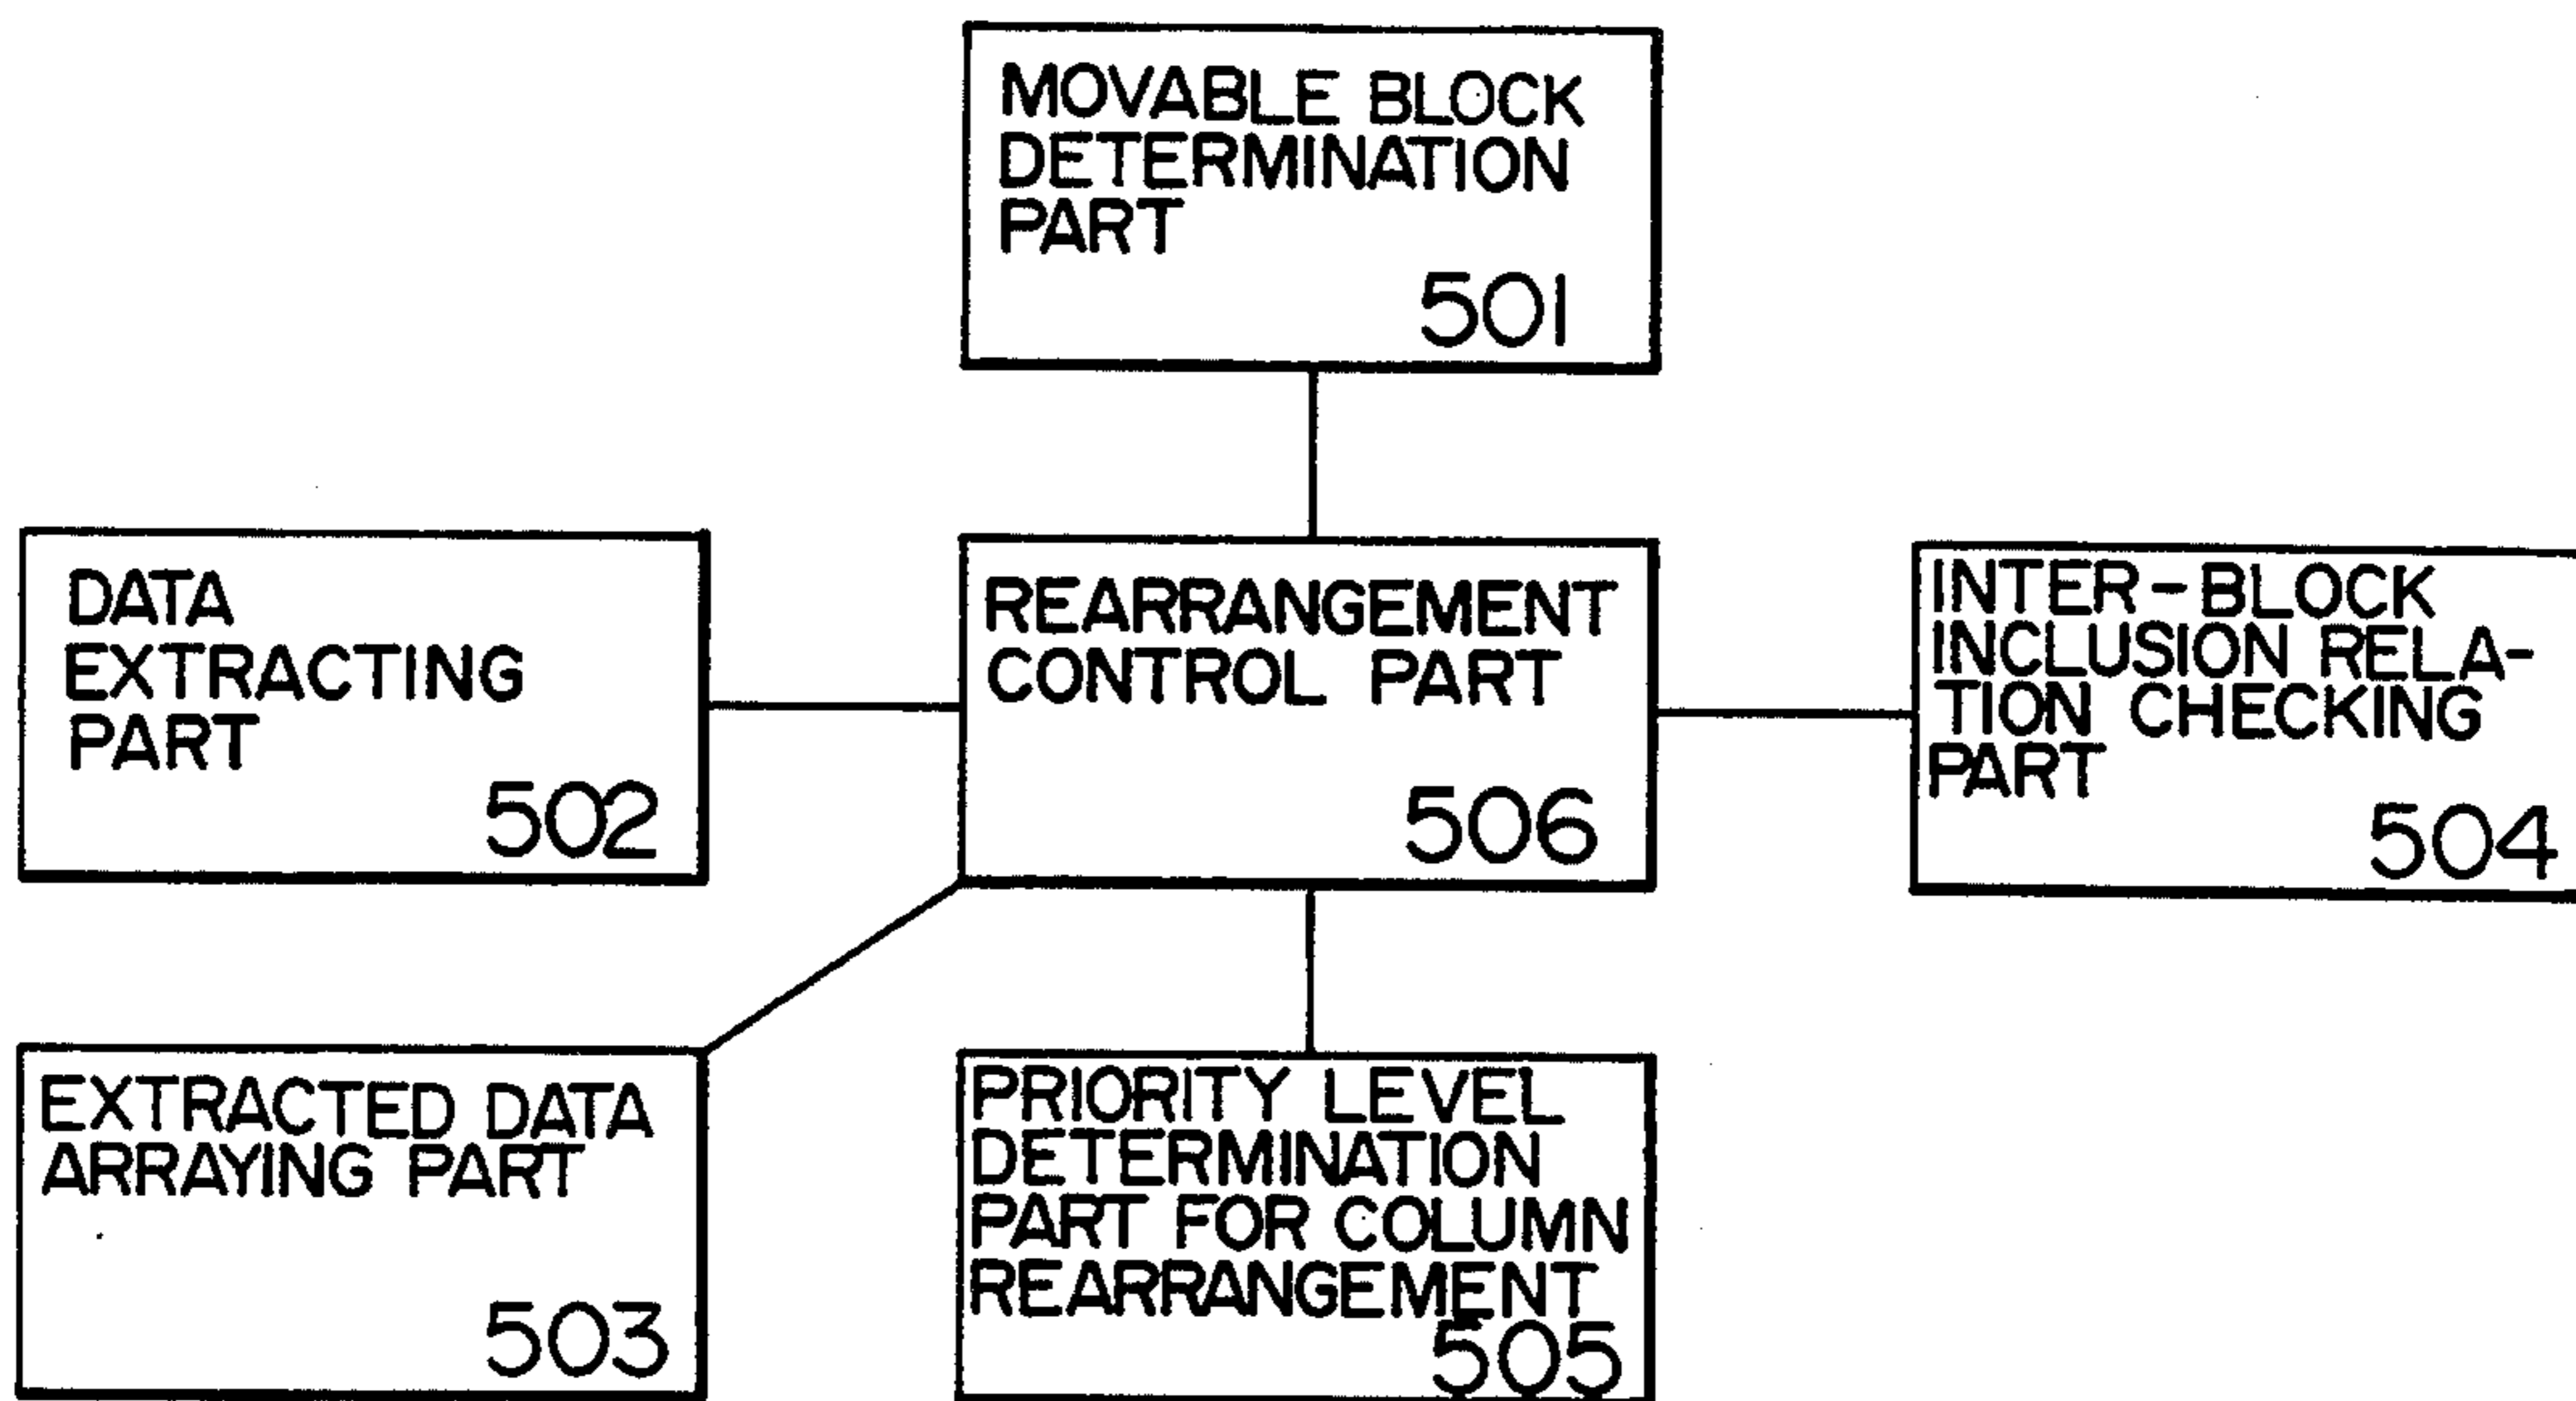 MOVABLE BLOCK
DETERMINATION
PART
501
DATA
EXTRACTING
PART
502
REARRANGEMENT
CONTROL PART
506
INTER-BLOCK
INCLUSION RELA-
TION CHECKING
PART
504
EXTRACTED DATA
ARRAYING PART
503
PRIORITY LEVEL
DETERMINATION
PART FOR COLUMN
REARRANGEMENT
505